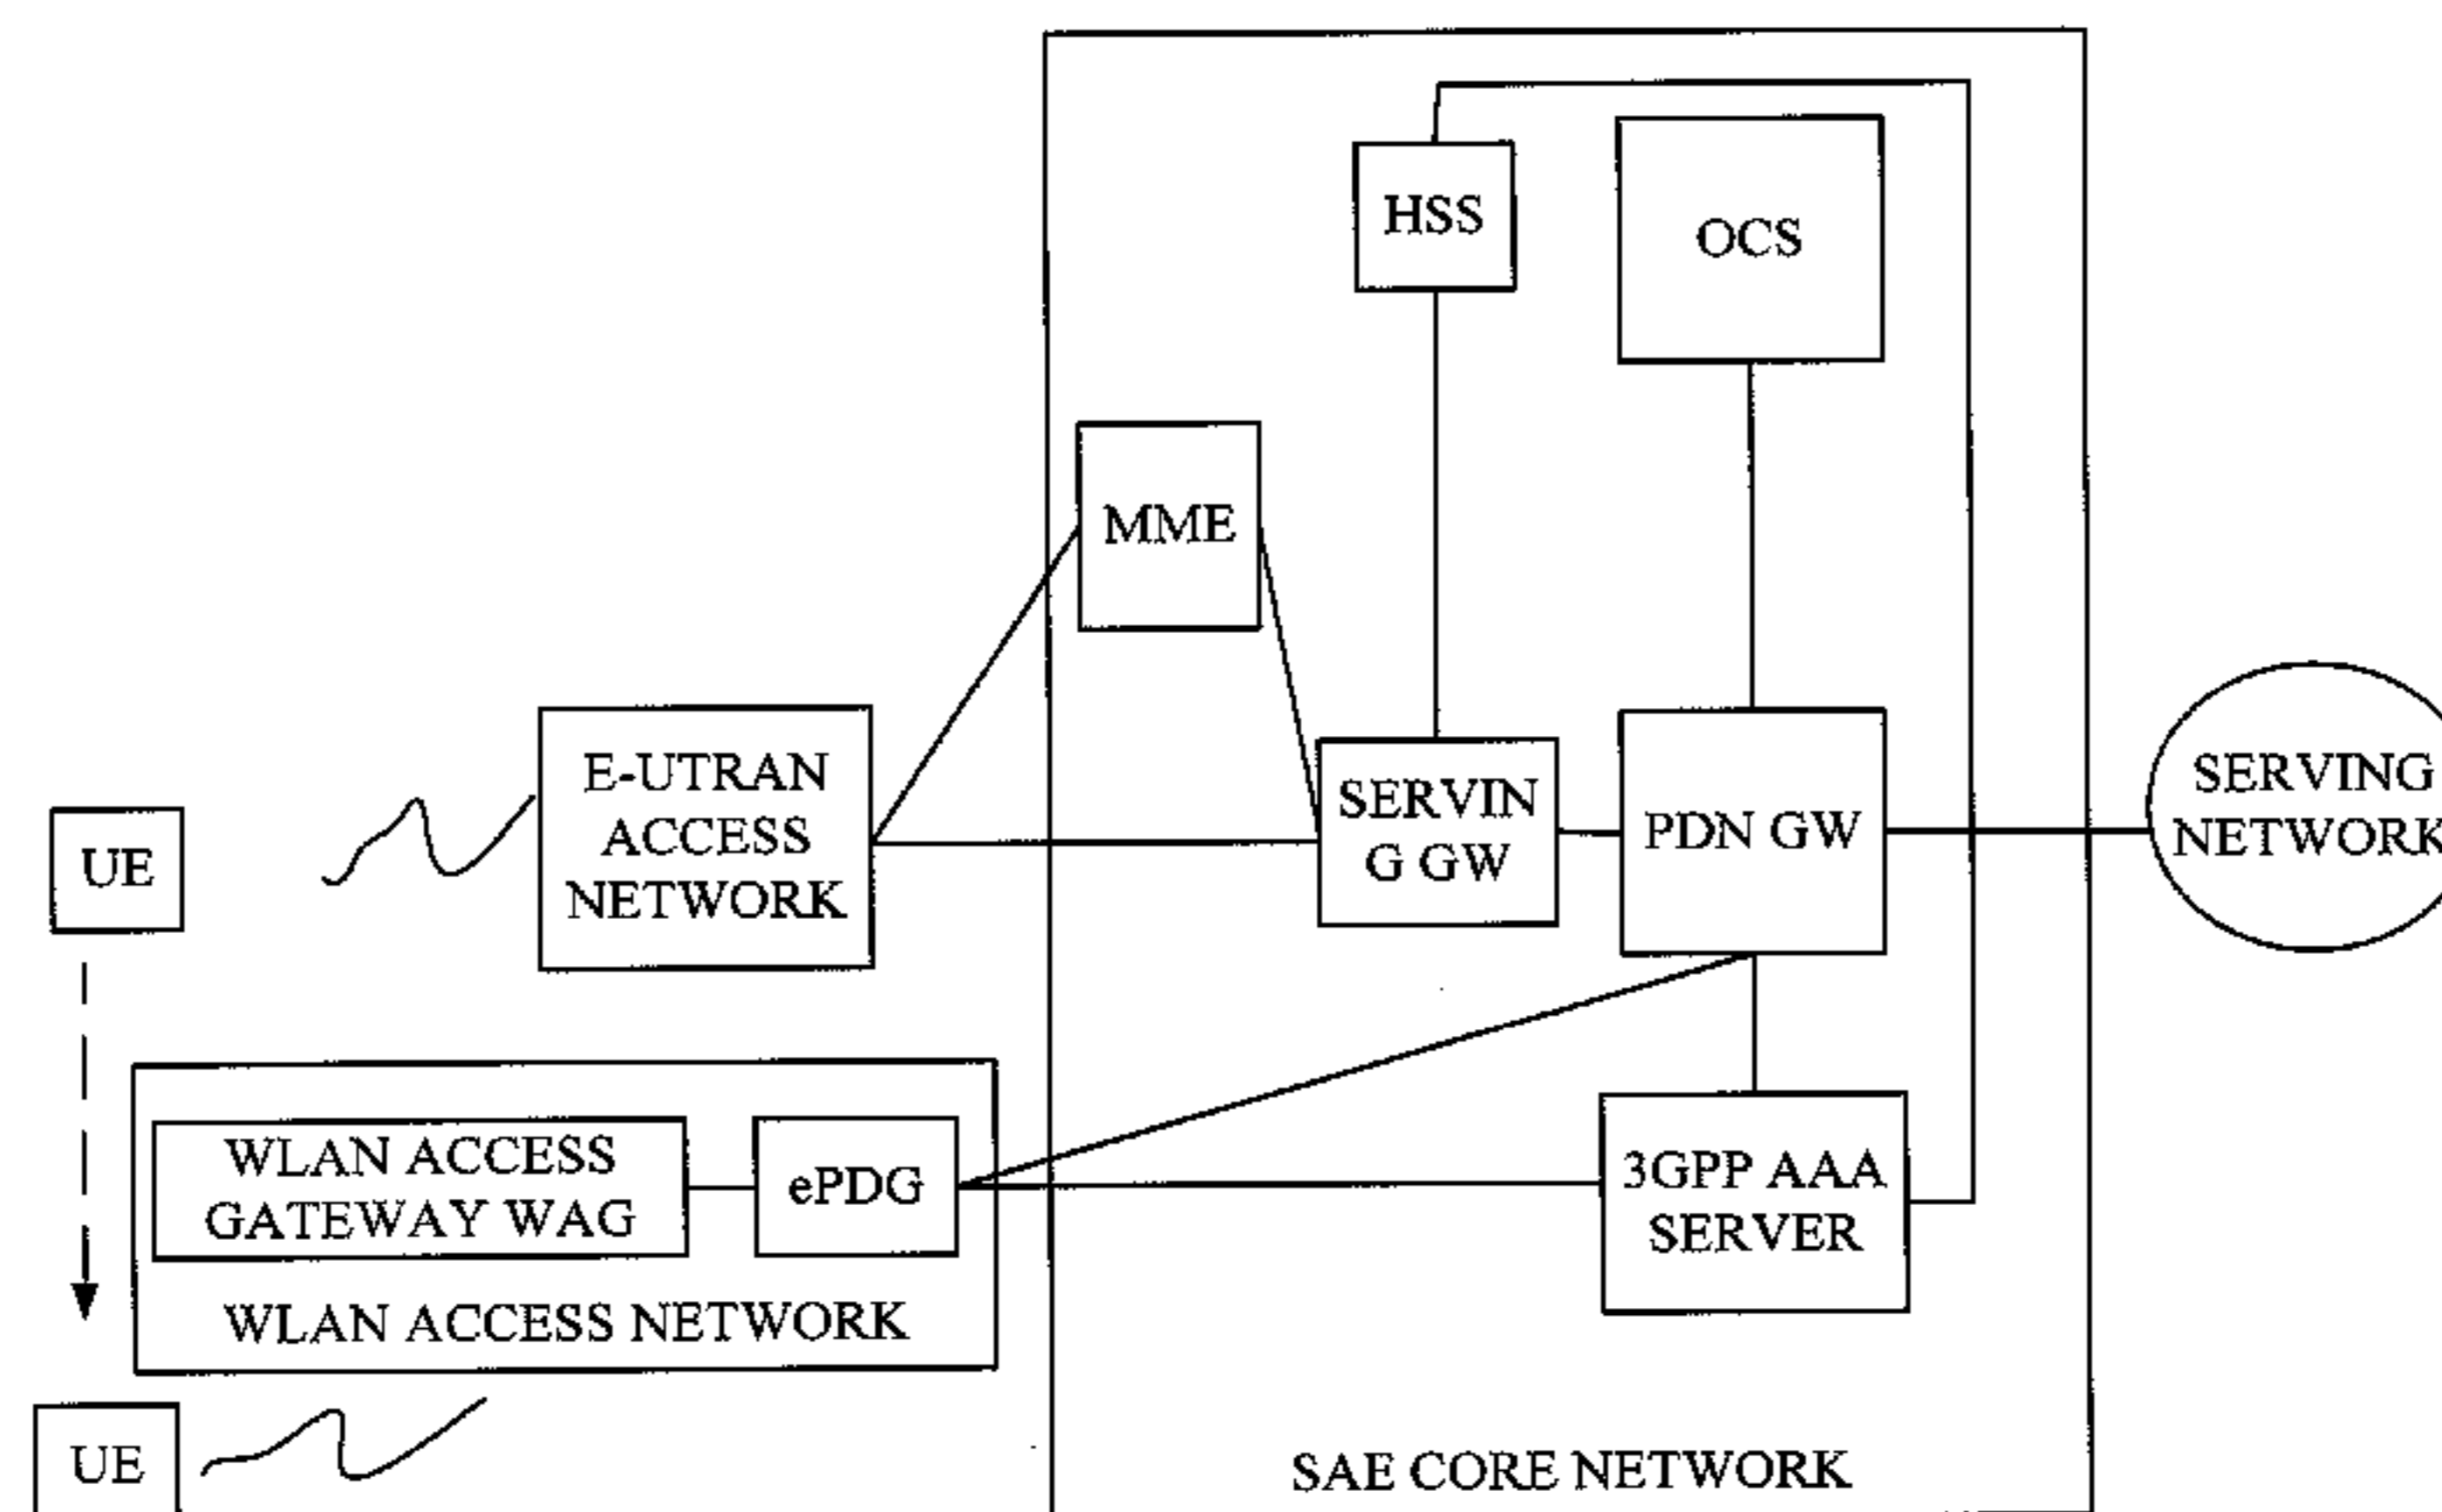 HSS
OCS
MME
E-UTRAN
ACCESS
NETWORK
UE
SERVIN
G GW
PDN GW
SERVING
NETWORK
WLAN ACCESS
GATEWAY WAG
ePDG
3GPP AAA
SERVER
WLAN ACCESS NETWORK
UE
SAE CORE NETWORK